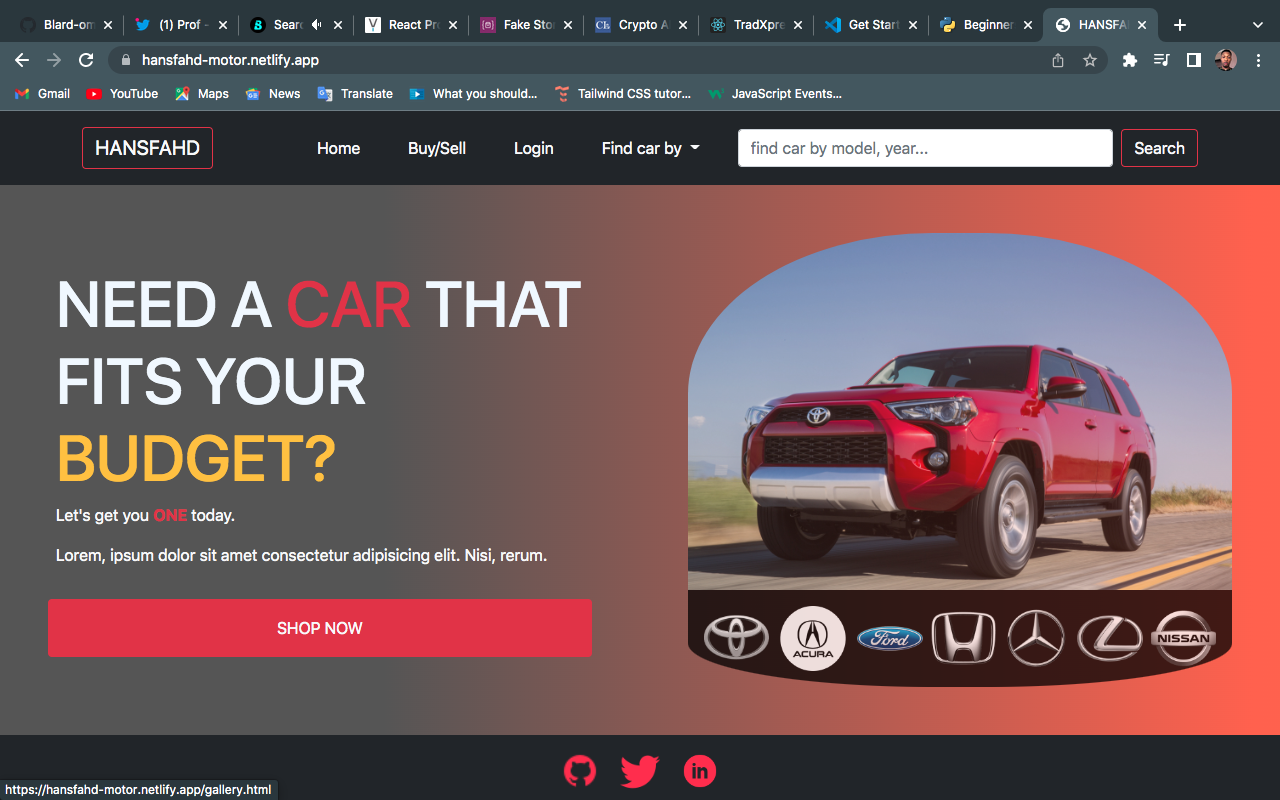 Blard-om
(1) Prof -
Sear
React Pr
Fake Sto
Crypto A
TradXpre
Get Start
Beginner
HANSFA
hansfahd-motor.netlify.app
Gmail
YouTube
Maps
News
Translate
What you should...
Tailwind CSS tutor...
JavaScript Events...
HANSFAHD
Home
Buy/Sell
Login
Find car by
find car by model, year...
Search
NEED A CAR THAT
FITS YOUR
BUDGET?
Let's get you ONE today.
Lorem, ipsum dolor sit amet consectetur adipisicing elit. Nisi, rerum.
SHOP NOW
ACURA
Ford
NISSAN
in
https://hansfahd-motor.netlify.app/gallery.html